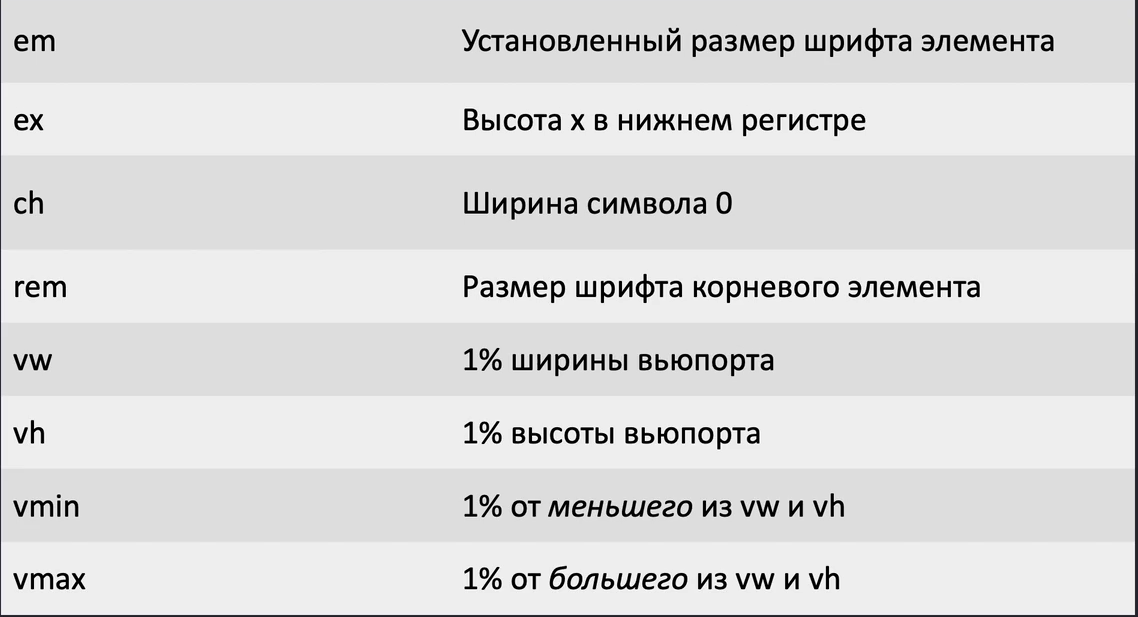 em Установленный размер шрифта элемента
ex Высота x в нижнем регистре
ch Ширина символа 0
rem Размер шрифта корневого элемента
vw 1% ширины вьюпорта
vh 1% высоты вьюпорта
vmin 1% от меньшего из vw и vh
vmax 1% от большего из vw и vh